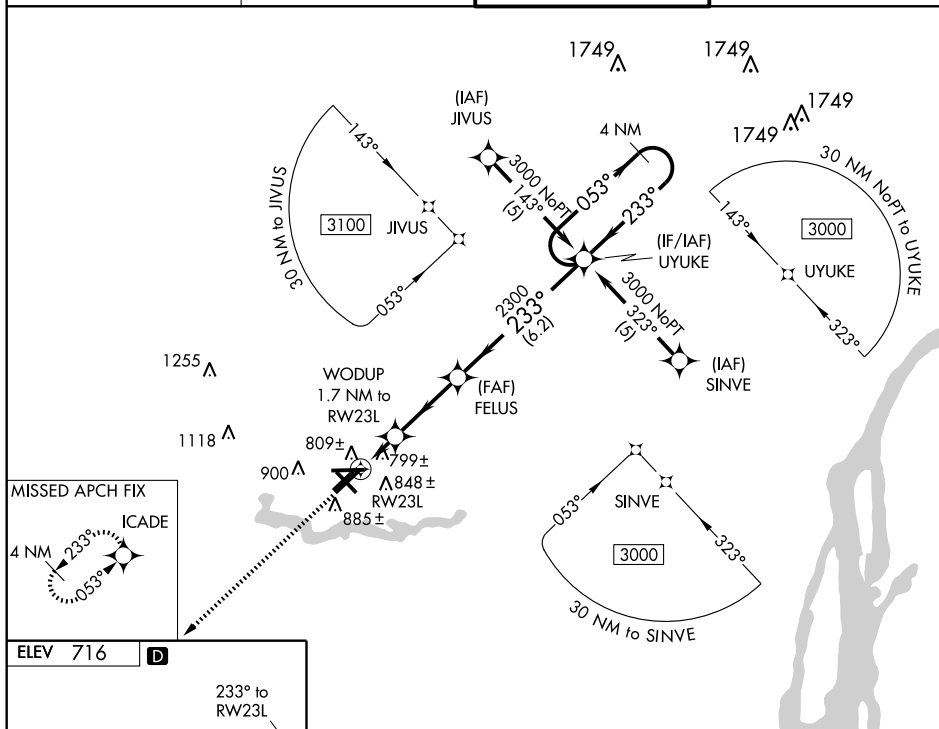 1749
1749
1749
1749
(IAF)
JIVUS
4 NM
3000 NoPT
143°
(5)
053°
233°
(IF/IAF)
UYUKE
3000 NoPT
323°
(5)
(IAF)
SINVE
30 NM to JIVUS
143°
3100
JIVUS
053°
30 NM NoPT to UYUKE
143°
3000
UYUKE
323°
2300
233°
(6.2)
(FAF)
FELUS
WODUP
1.7 NM to
RW23L
1255
1118
900
809±
799±
848±
RW23L
885±
053°
SINVE
323°
3000
30 NM to SINVE
MISSED APCH FIX
ICADE
4 NM
233°
053°
ELEV 716
D
233° to
RW23L